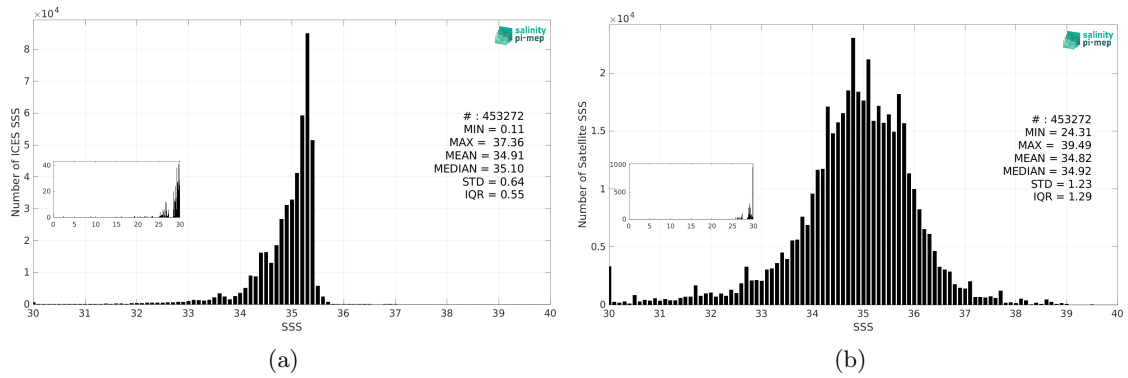 ×10⁴
salinity
pi-mep
9
8
7
6
5
4
3
2
1
0
Number of ICES SSS
# : 453272
MIN = 0.11
MAX = 37.36
MEAN = 34.91
MEDIAN = 35.10
STD = 0.64
IQR = 0.55
40
20
0
0 5 10 15 20 25 30
30 31 32 33 34 35 36 37 38 39 40
SSS
(a)
×10⁴
salinity
pi-mep
2
1.5
1
0.5
0
Number of Satellite SSS
# : 453272
MIN = 24.31
MAX = 39.49
MEAN = 34.82
MEDIAN = 34.92
STD = 1.23
IQR = 1.29
1000
500
0
0 5 10 15 20 25 30
30 31 32 33 34 35 36 37 38 39 40
SSS
(b)